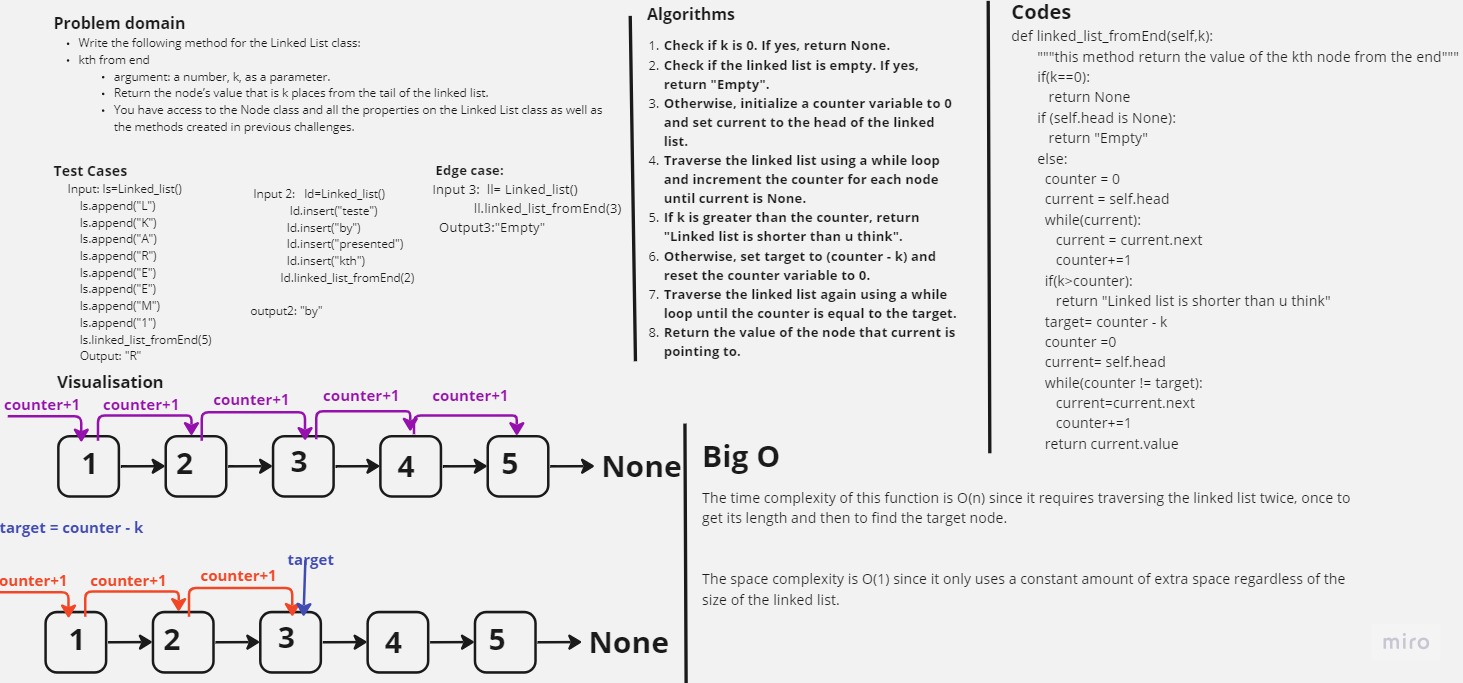 Problem domain
• Write the following method for the Linked List class:
• kth from end
• argument: a number, k, as a parameter.
• Return the node's value that is k places from the tail of the linked list.
• You have access to the Node class and all the properties on the Linked List class as well as
the methods created in previous challenges.
Test Cases
Input: ls=Linked_list()
ls.append("L")
ls.append("K")
ls.append("A")
ls.append("R")
ls.append("E")
ls.append("E")
ls.append("M")
ls.append("1")
ls.linked_list_fromEnd(5)
Output: "R"
Input 2: ld=Linked_list()
ld.insert("teste")
ld.insert("by")
ld.insert("presented")
ld.insert("kth")
ld.linked_list_fromEnd(2)
output2: "by"
Edge case:
Input 3: ll= Linked_list()
ll.linked_list_fromEnd(3)
Output3:"Empty"
Visualisation
counter+1 counter+1 counter+1 counter+1 counter+1
1 2 3 4 5 None
target = counter - k
target
ounter+1 counter+1 counter+1
1 2 3 4 5 None
Algorithms
1. Check if k is 0. If yes, return None.
2. Check if the linked list is empty. If yes,
return "Empty".
3. Otherwise, initialize a counter variable to 0
and set current to the head of the linked
list.
4. Traverse the linked list using a while loop
and increment the counter for each node
until current is None.
5. If k is greater than the counter, return
"Linked list is shorter than u think".
6. Otherwise, set target to (counter - k) and
reset the counter variable to 0.
7. Traverse the linked list again using a while
loop until the counter is equal to the target.
8. Return the value of the node that current is
pointing to.
Codes
def linked_list_fromEnd(self,k):
"""this method return the value of the kth node from the end"""
if(k==0):
return None
if (self.head is None):
return "Empty"
else:
counter = 0
current = self.head
while(current):
current = current.next
counter+=1
if(k>counter):
return "Linked list is shorter than u think"
target= counter - k
counter =0
current= self.head
while(counter != target):
current=current.next
counter+=1
return current.value
Big O
The time complexity of this function is O(n) since it requires traversing the linked list twice, once to
get its length and then to find the target node.
The space complexity is O(1) since it only uses a constant amount of extra space regardless of the
size of the linked list.
miro